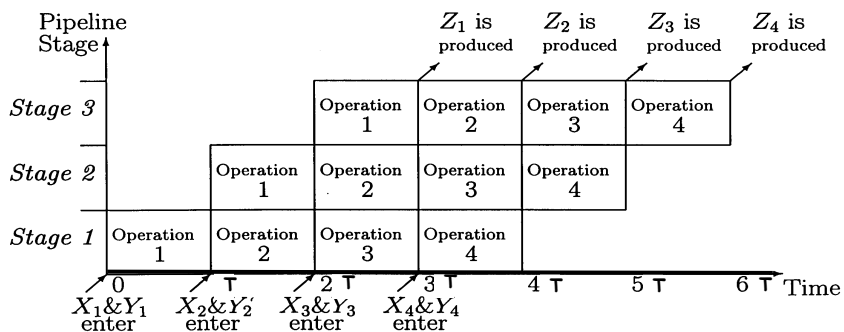 Pipeline Stage
Z₁ is produced
Z₂ is produced
Z₃ is produced
Z₄ is produced
Stage 3
Operation 1
Operation 2
Operation 3
Operation 4
Stage 2
Operation 1
Operation 2
Operation 3
Operation 4
Stage 1
Operation 1
Operation 2
Operation 3
Operation 4
0
T
2 T
3 T
4 T
5 T
6 T
Time
X₁&Y₁ enter
X₂&Y₂ enter
X₃&Y₃ enter
X₄&Y₄ enter